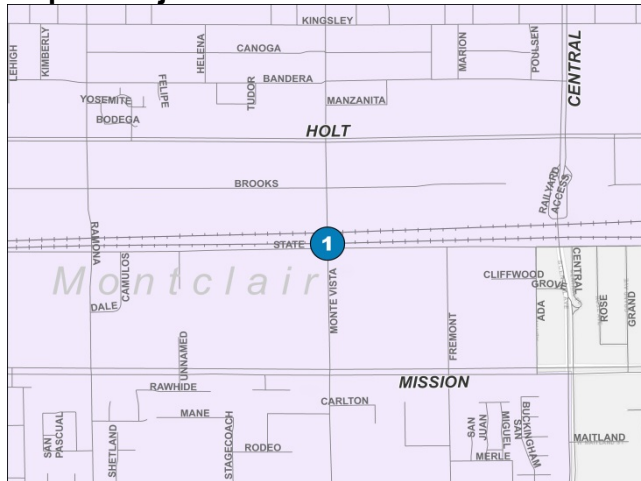 KINGSLEY
LEHIGH
KIMBERLY
HELENA
CANOGA
MARION
POULSEN
CENTRAL
BANDERA
FELIPE
TUDOR
YOSEMITE
MANZANITA
BODEGA
HOLT
BROOKS
RAILYARD
ACCESS
RAMONA
STATE
1
Montclair
CAMULOS
MONTE VISTA
CLIFFWOOD
GROVE
CENTRAL
ADA
ROSE
GRAND
DALE
FREMONT
UNNAMED
MISSION
RAWHIDE
CARLTON
MANE
SAN
PASCUAL
SHETLAND
STAGECOACH
RODEO
SAN
JUAN
SAN
MIGUEL
BUCKINGHAM
MERLE
MAITLAND